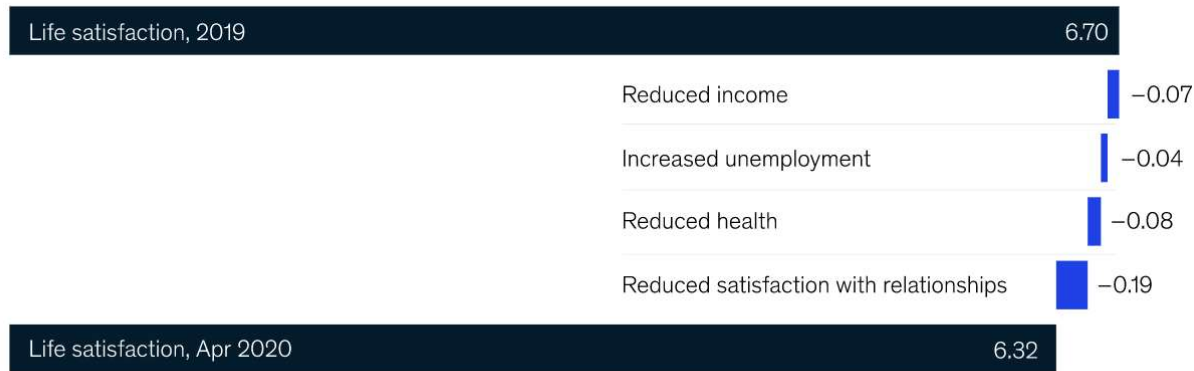 Life satisfaction, 2019 6.70
Reduced income –0.07
Increased unemployment –0.04
Reduced health –0.08
Reduced satisfaction with relationships –0.19
Life satisfaction, Apr 2020 6.32